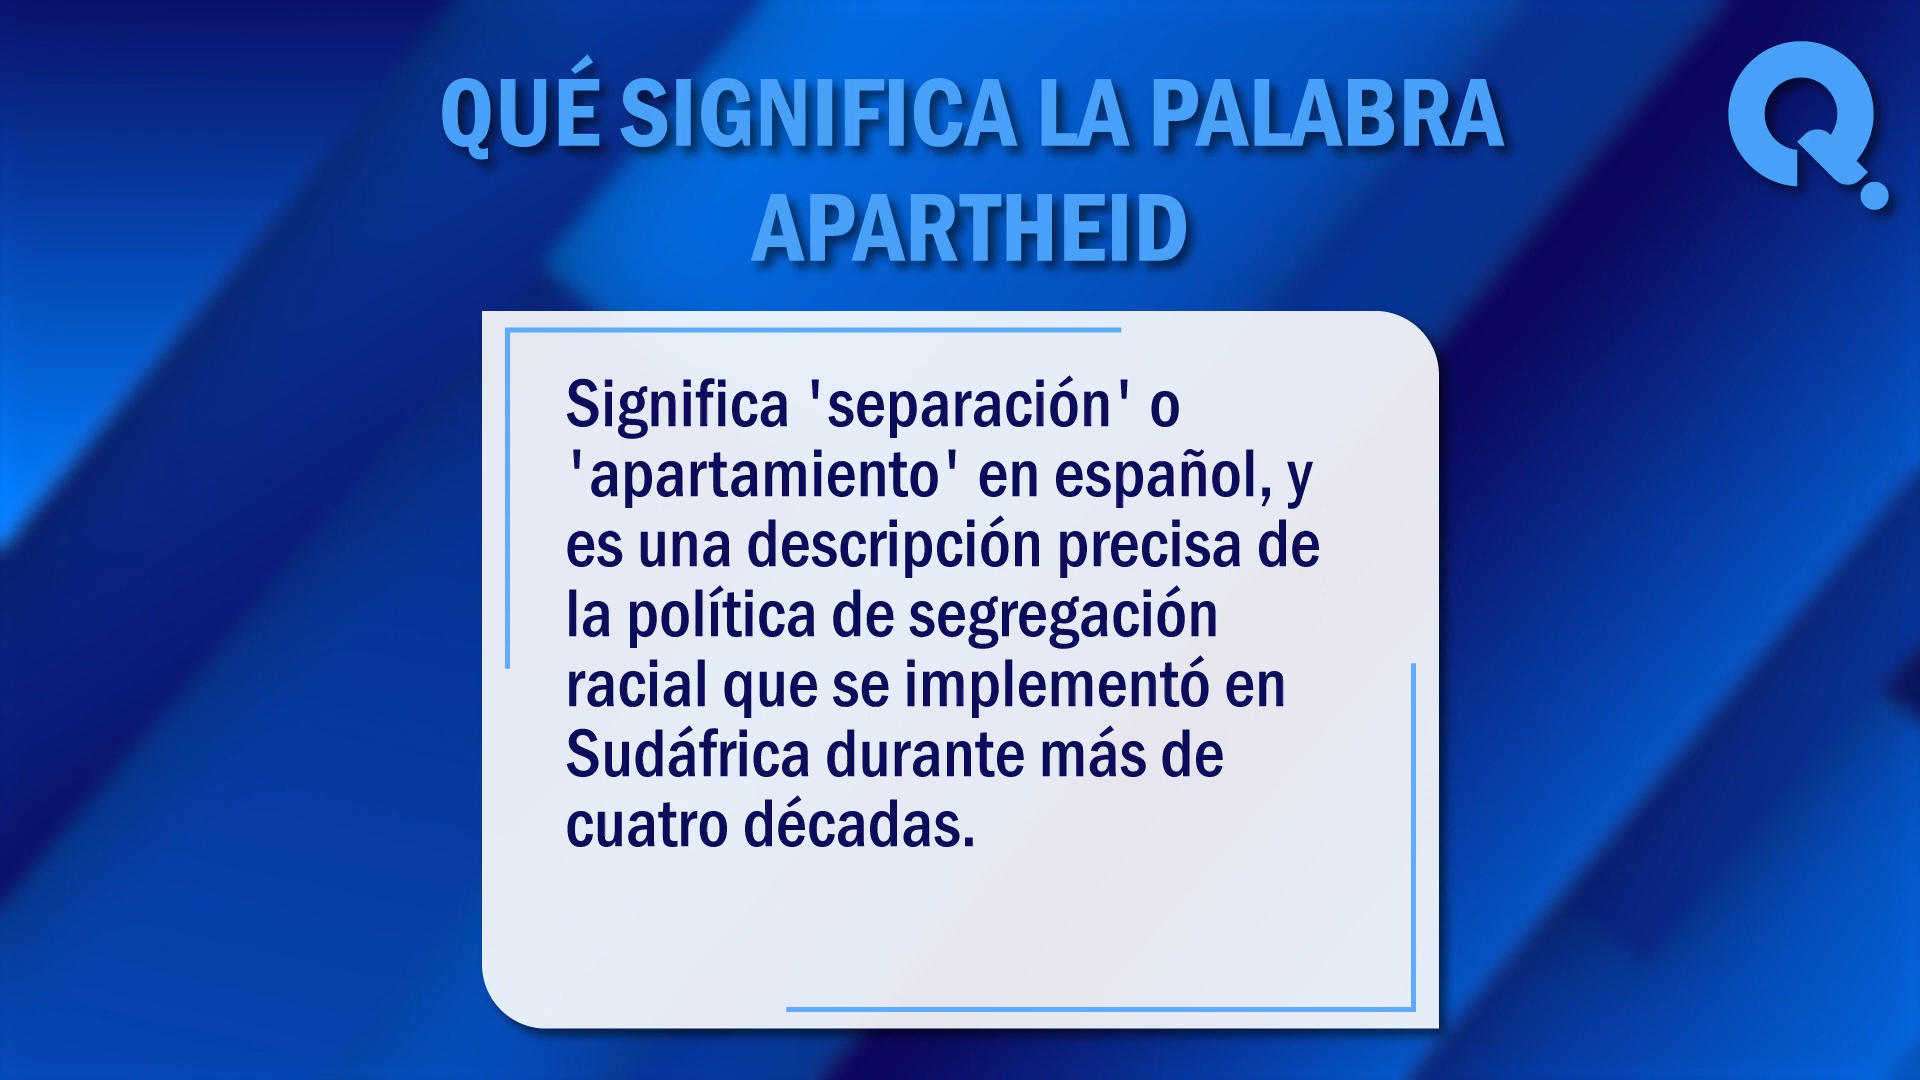 QUÉ SIGNIFICA LA PALABRA
APARTHEID
Q.
Significa 'separación' o
'apartamiento' en español, y
es una descripción precisa de
la política de segregación
racial que se implementó en
Sudáfrica durante más de
cuatro décadas.